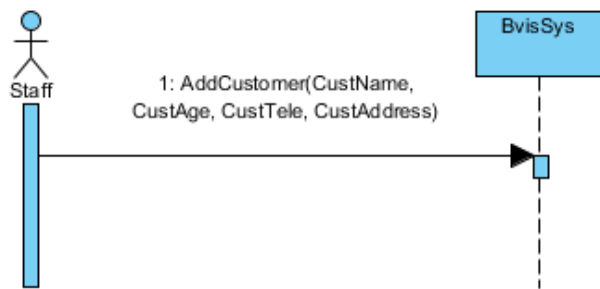 BvisSys
1: AddCustomer(CustName,
CustAge, CustTele, CustAddress)
Staff